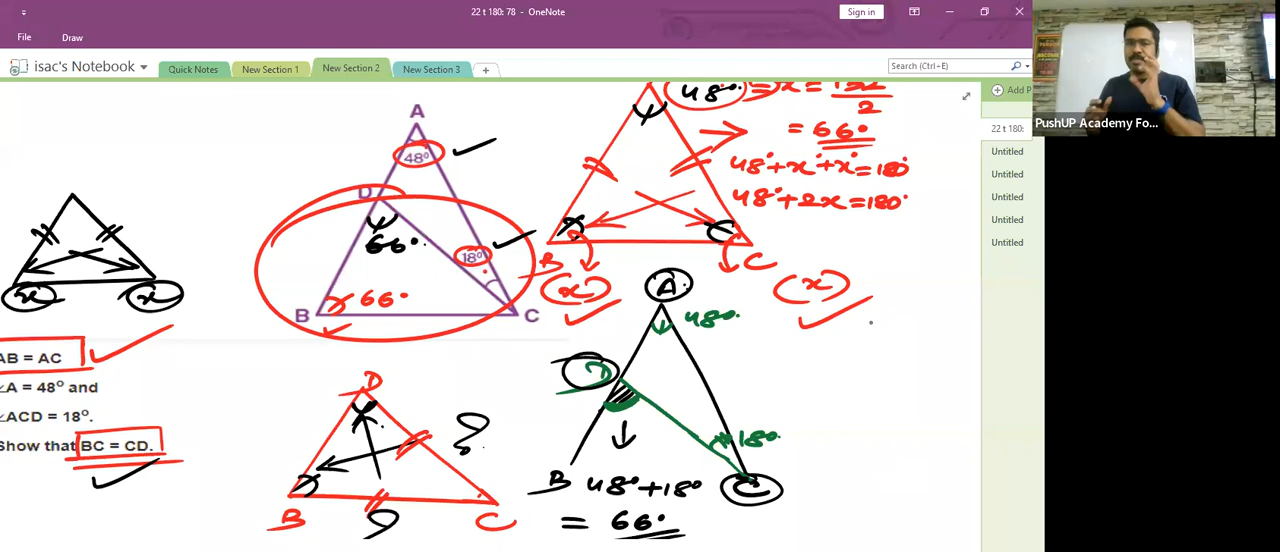 22 t 180: 78 - OneNote
Sign in
File
Draw
isac's Notebook
Quick Notes
New Section 1
New Section 2
New Section 3
+
Search (Ctrl+F)
Add P
22 t 180:
Untitled
Untitled
Untitled
Untitled
Untitled
PushUP Academy Fo...
A
48°
D
66°
18°
x 66°
B
C
x
x
AB = AC
∠A = 48° and
∠ACD = 18°.
Show that BC = CD.
48° = x = 132
2
= 66°
48° + x° + x° = 180°
48° + 2x = 180°
B
C
(x)
(x)
D
B
C
A
48°
D
18°
B
C
48° + 18°
= 66°